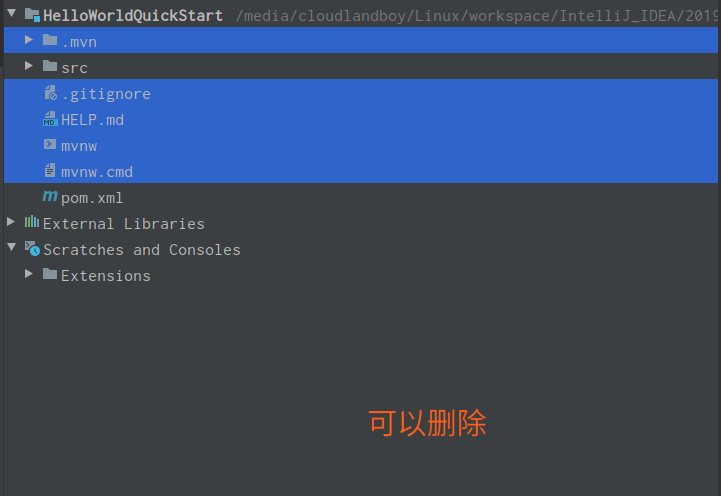 HelloWorldQuickStart /media/cloudlandboy/Linux/workspace/IntelliJ_IDEA/2019
.mvn
src
.gitignore
HELP.md
mvnw
mvnw.cmd
pom.xml
External Libraries
Scratches and Consoles
Extensions
可以删除